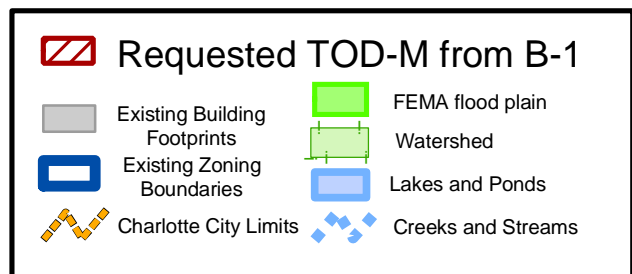 Requested TOD-M from B-1
Existing Building
Footprints
Existing Zoning
Boundaries
Charlotte City Limits
FEMA flood plain
Watershed
Lakes and Ponds
Creeks and Streams